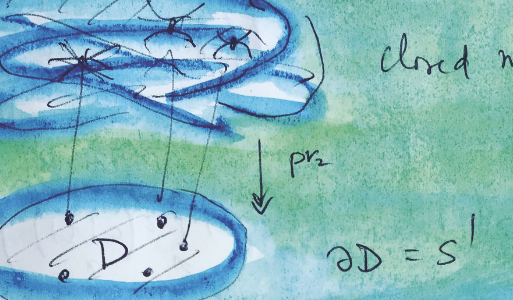 closed
pr₂
D
∂D = S¹